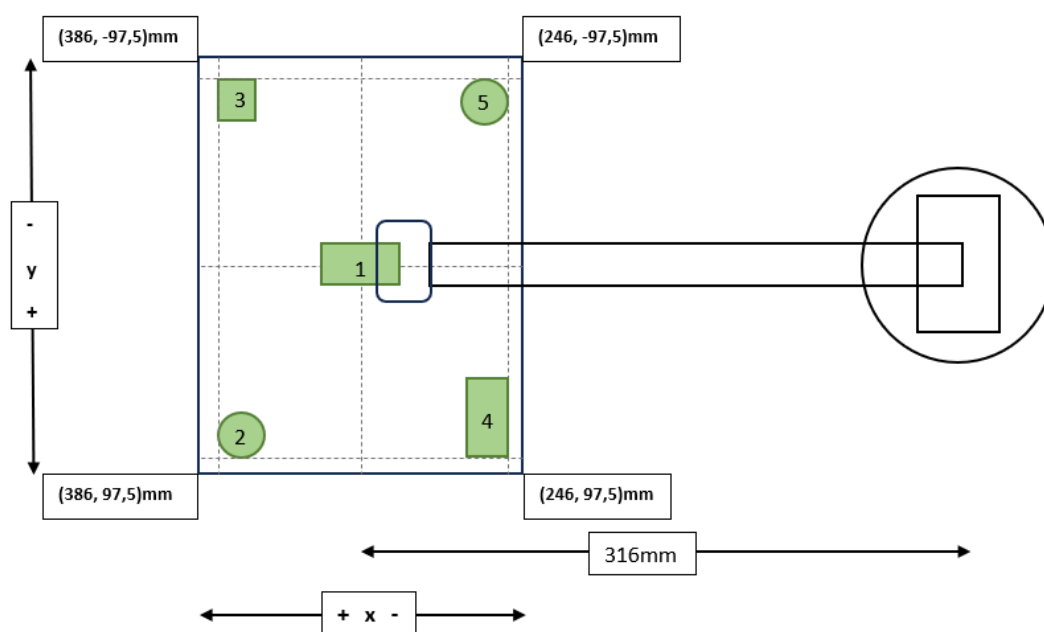 (386, -97,5)mm
(246, -97,5)mm
3
5
-
y
+
1
2
4
(386, 97,5)mm
(246, 97,5)mm
316mm
+ x -